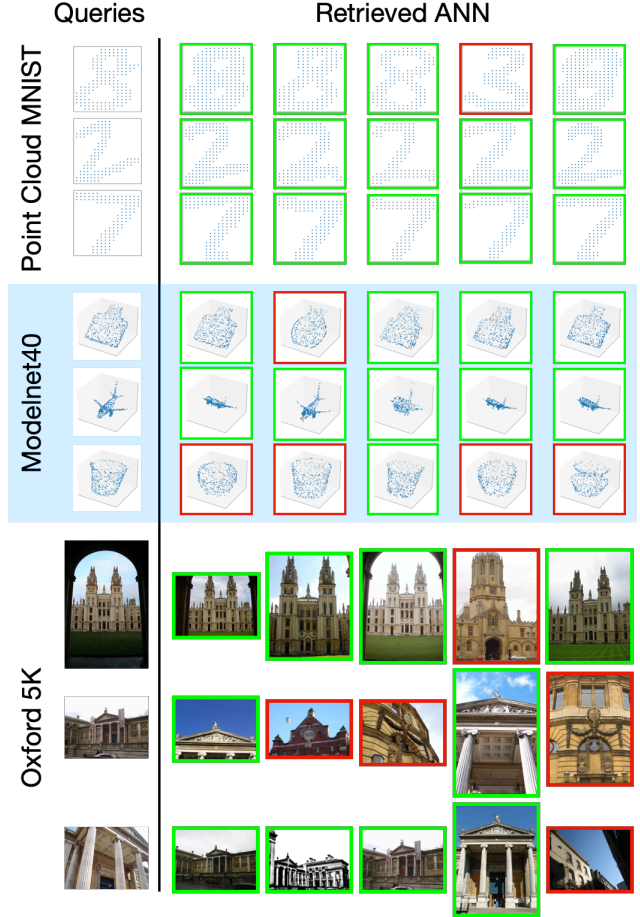 Queries
Retrieved ANN
Point Cloud MNIST
Modelnet40
Oxford 5K